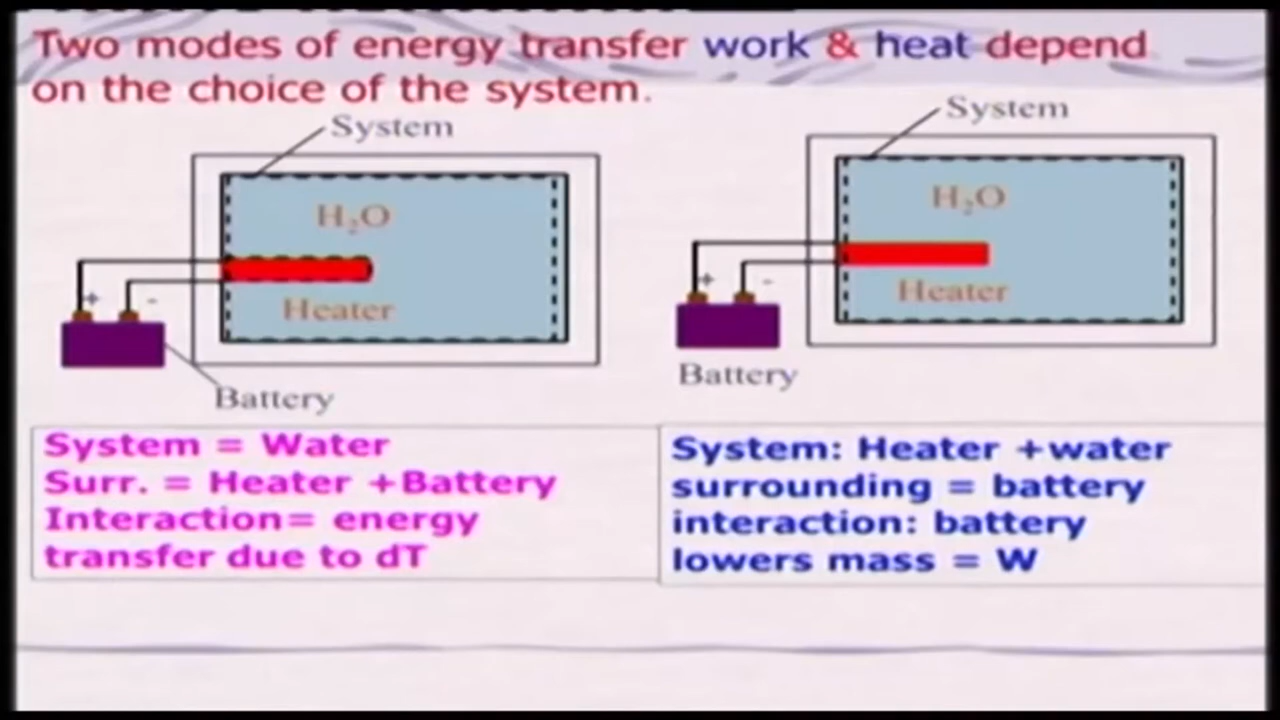 Two modes of energy transfer work & heat depend
on the choice of the system.
System
H₂O
Heater
+ -
Battery
System
H₂O
Heater
+ -
Battery
System = Water
Surr. = Heater +Battery
Interaction= energy
transfer due to dT
System: Heater +water
surrounding = battery
interaction: battery
lowers mass = W